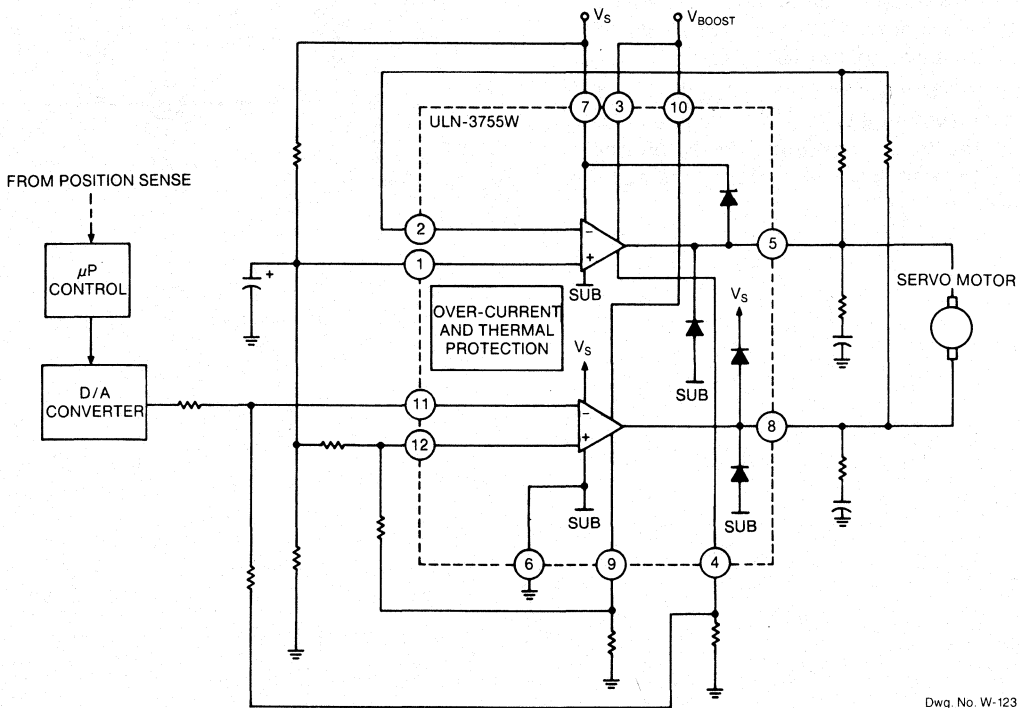 VS
VBOOST
7
3
10
ULN-3755W
FROM POSITION SENSE
2
−
+
5
1
SUB
SERVO MOTOR
+
µP
CONTROL
OVER-CURRENT
AND THERMAL
PROTECTION
VS
VS
SUB
D/A
CONVERTER
11
−
+
8
12
SUB
SUB
6
9
4
Dwg. No. W-123